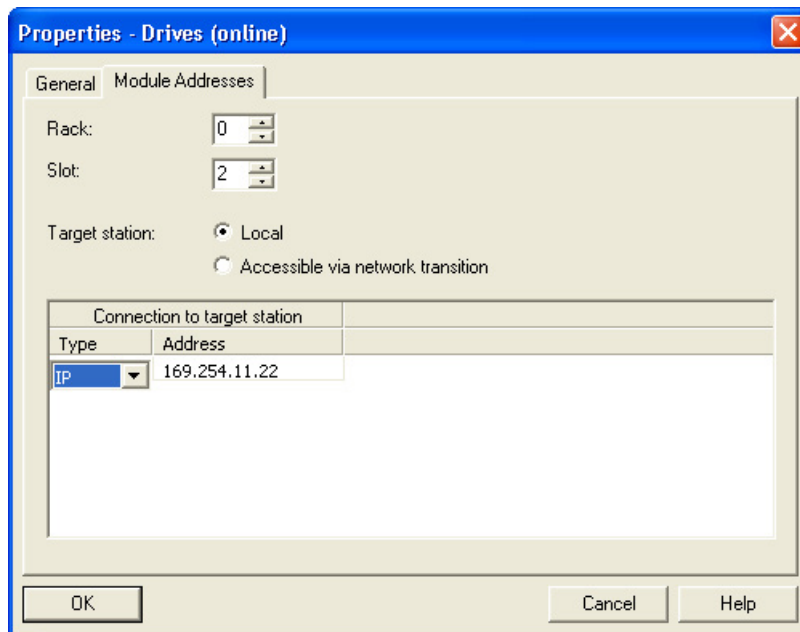 Properties - Drives (online)
General Module Addresses
Rack: 0
Slot: 2
Target station: Local
Accessible via network transition
Connection to target station
Type Address
IP 169.254.11.22
OK Cancel Help